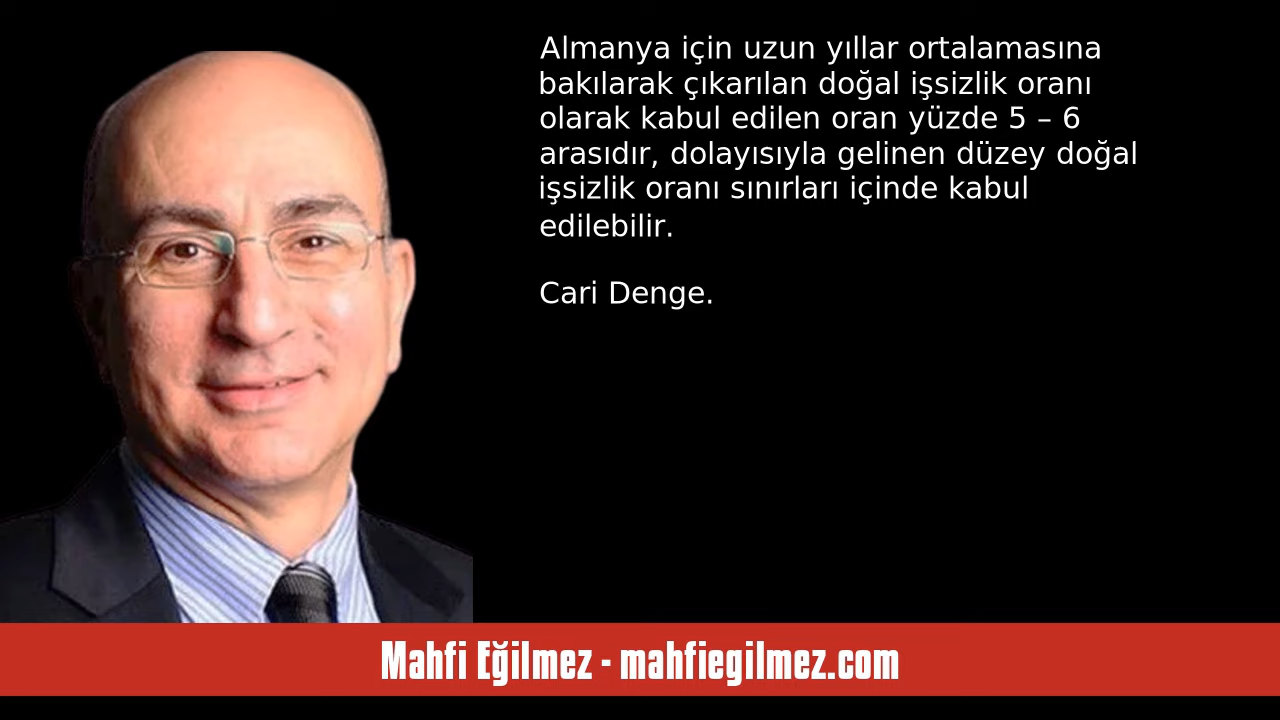 Almanya için uzun yıllar ortalamasına
bakılarak çıkarılan doğal işsizlik oranı
olarak kabul edilen oran yüzde 5 – 6
arasıdır, dolayısıyla gelinen düzey doğal
işsizlik oranı sınırları içinde kabul
edilebilir.
Cari Denge.
Mahfi Eğilmez - mahfiegilmez.com